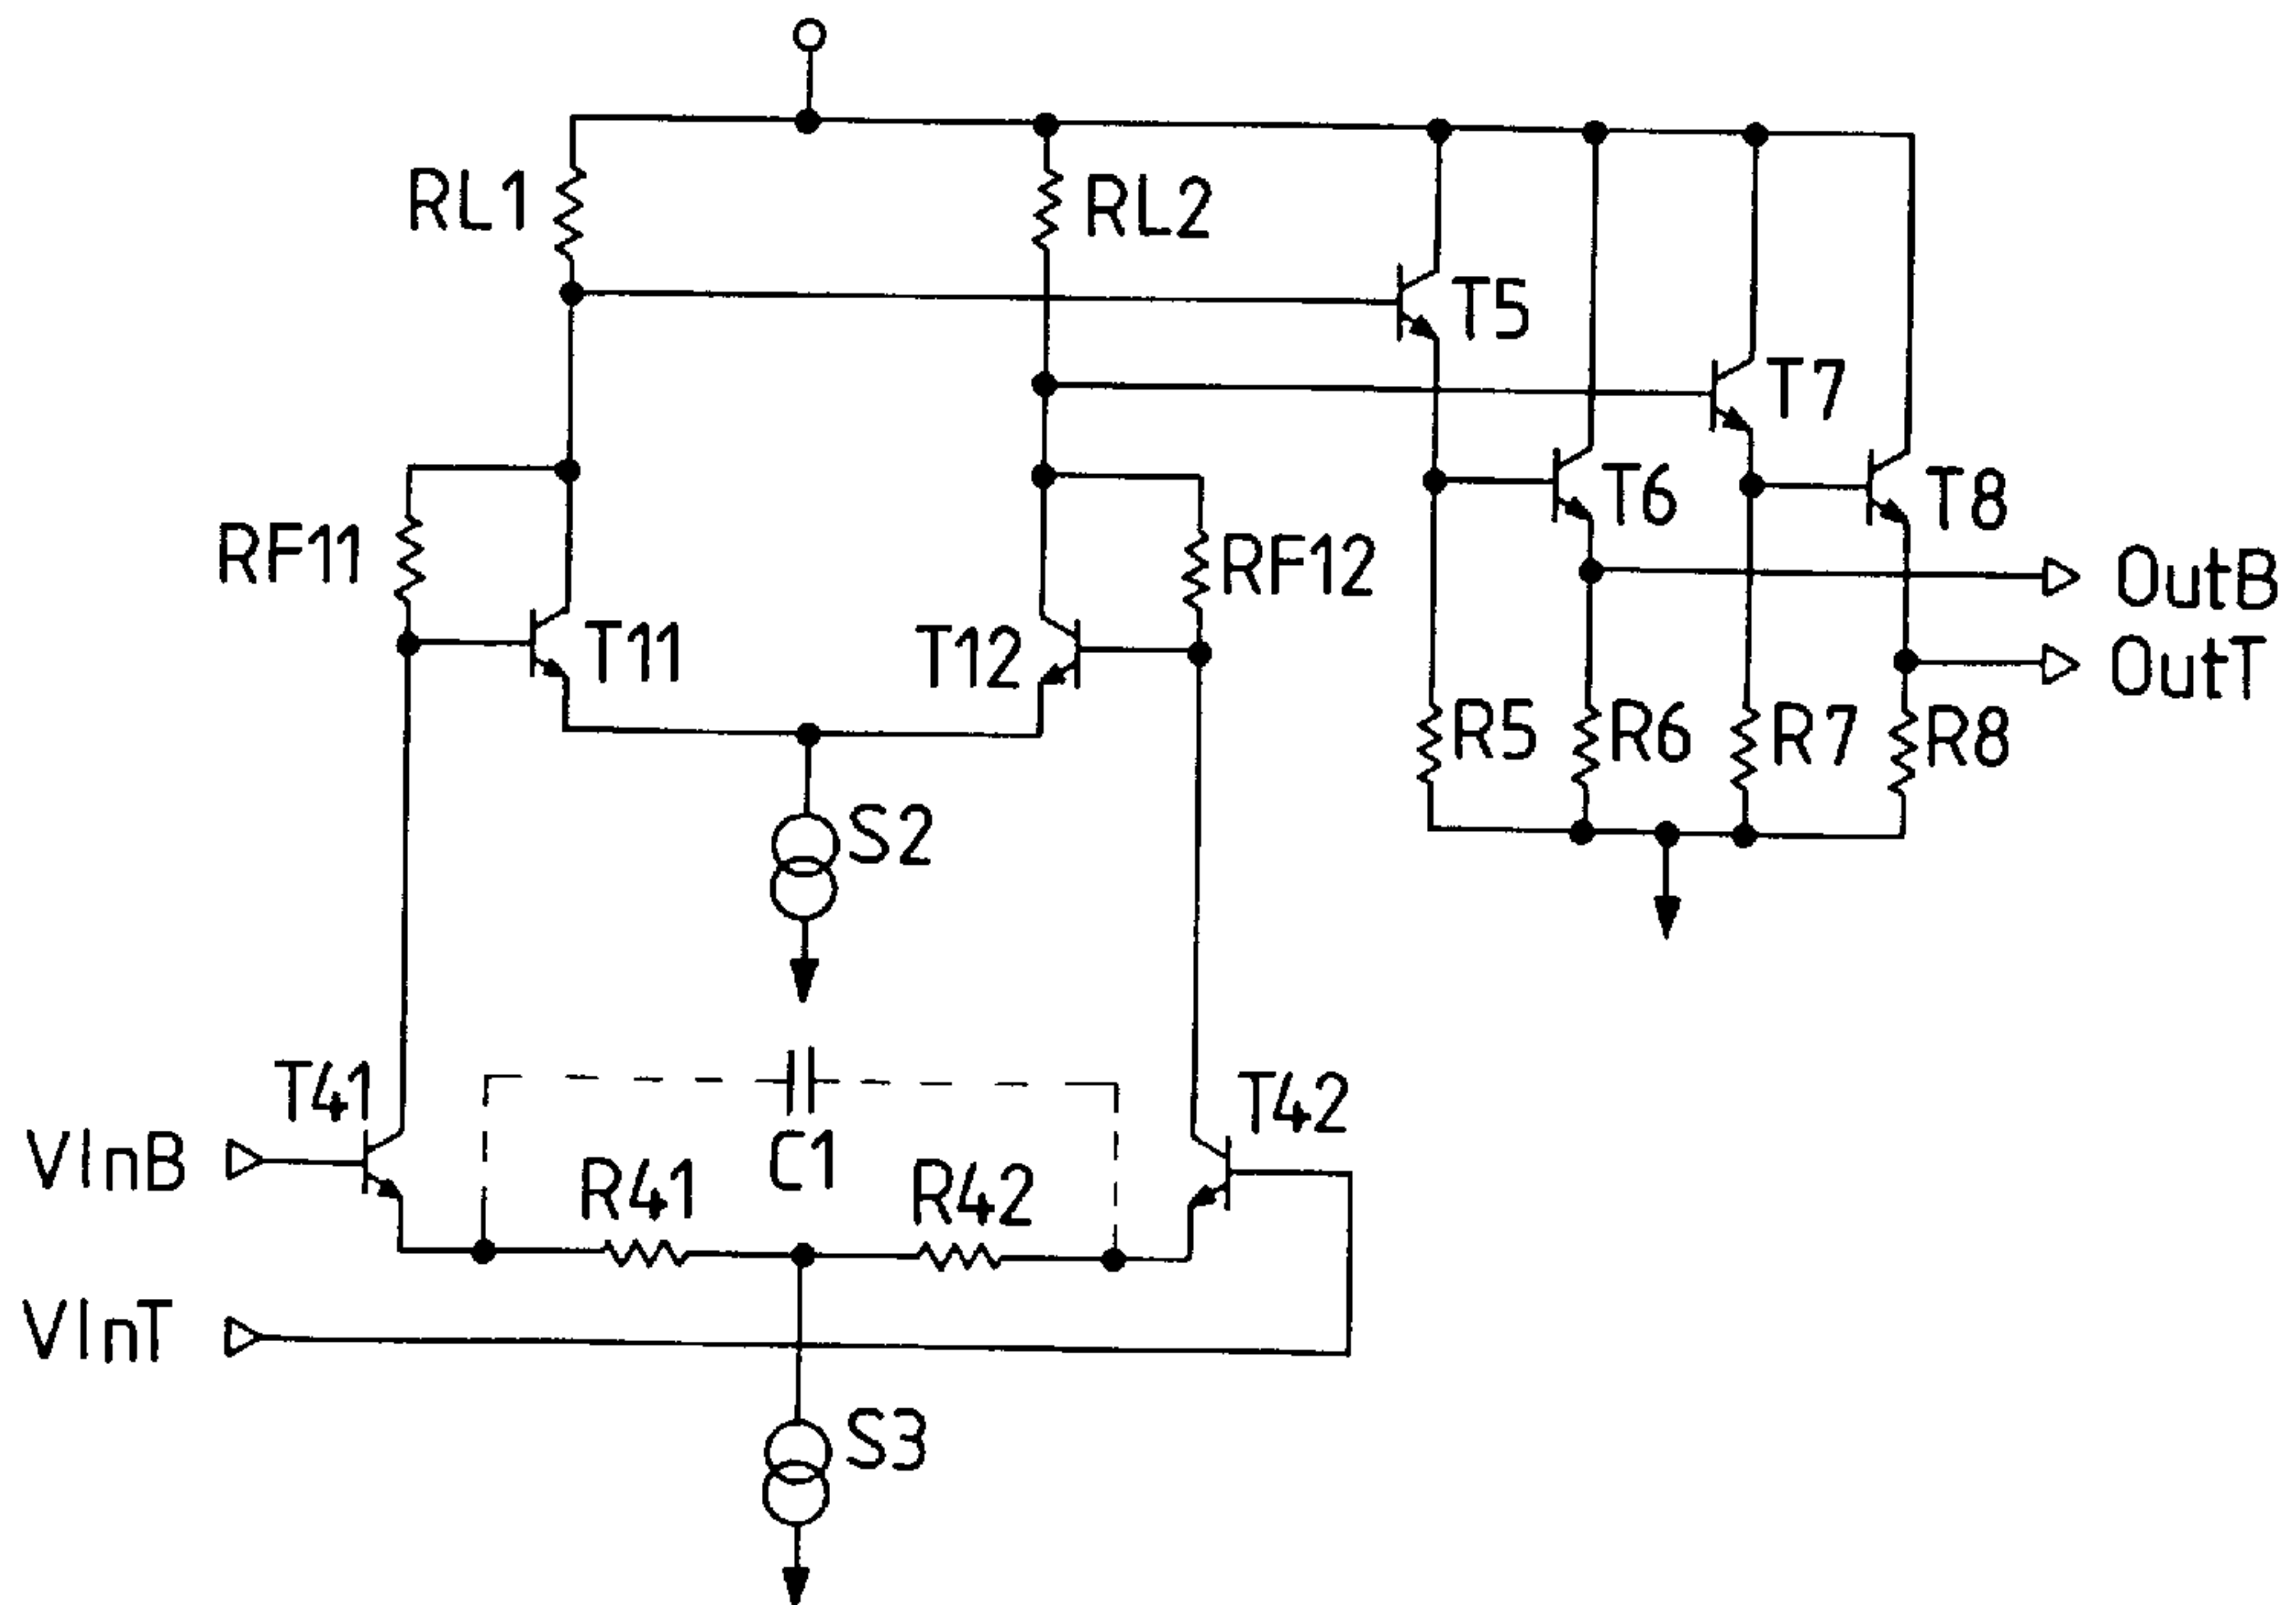 RL1
RL2
T5
T7
T6
T8
RF11
RF12
OutB
T11
T12
OutT
R5
R6
R7
R8
S2
T41
T42
VInB
C1
R41
R42
VInT
S3